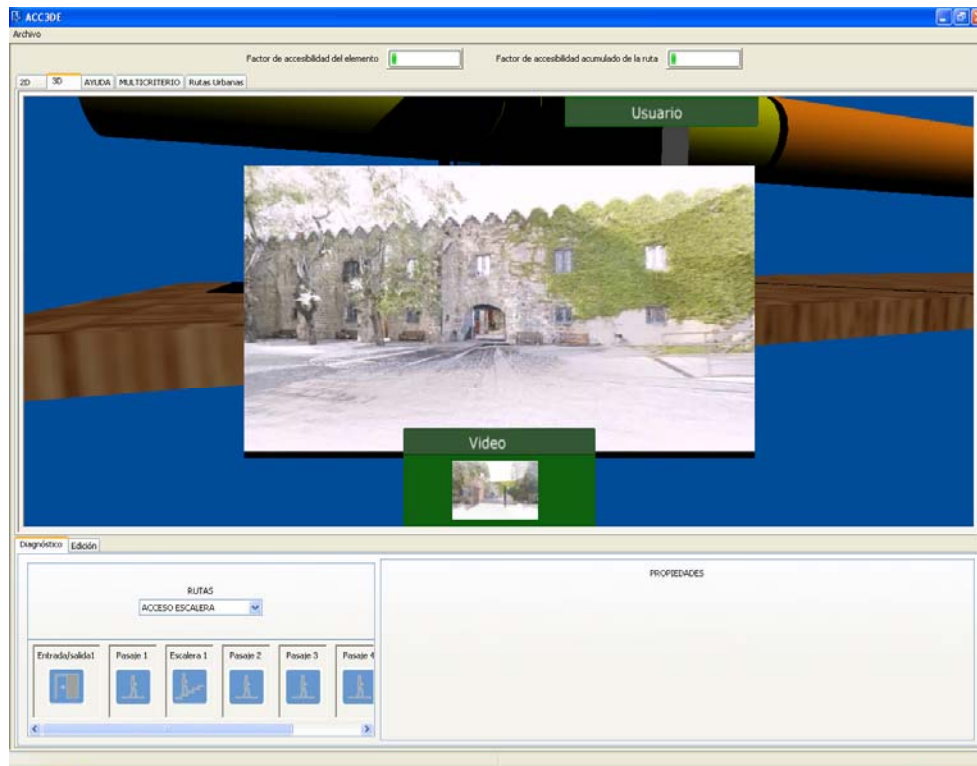 ACC3DE
Archivo
Factor de accesibilidad del elemento
Factor de accesibilidad acumulado de la ruta
2D 3D AYUDA MULTICRITERIO Rutas Urbanas
Usuario
Video
Diagnóstico Edición
RUTAS
ACCESO ESCALERA
Entrada/salida1 Pasaje 1 Escalera 1 Pasaje 2 Pasaje 3 Pasaje 4
PROPIEDADES